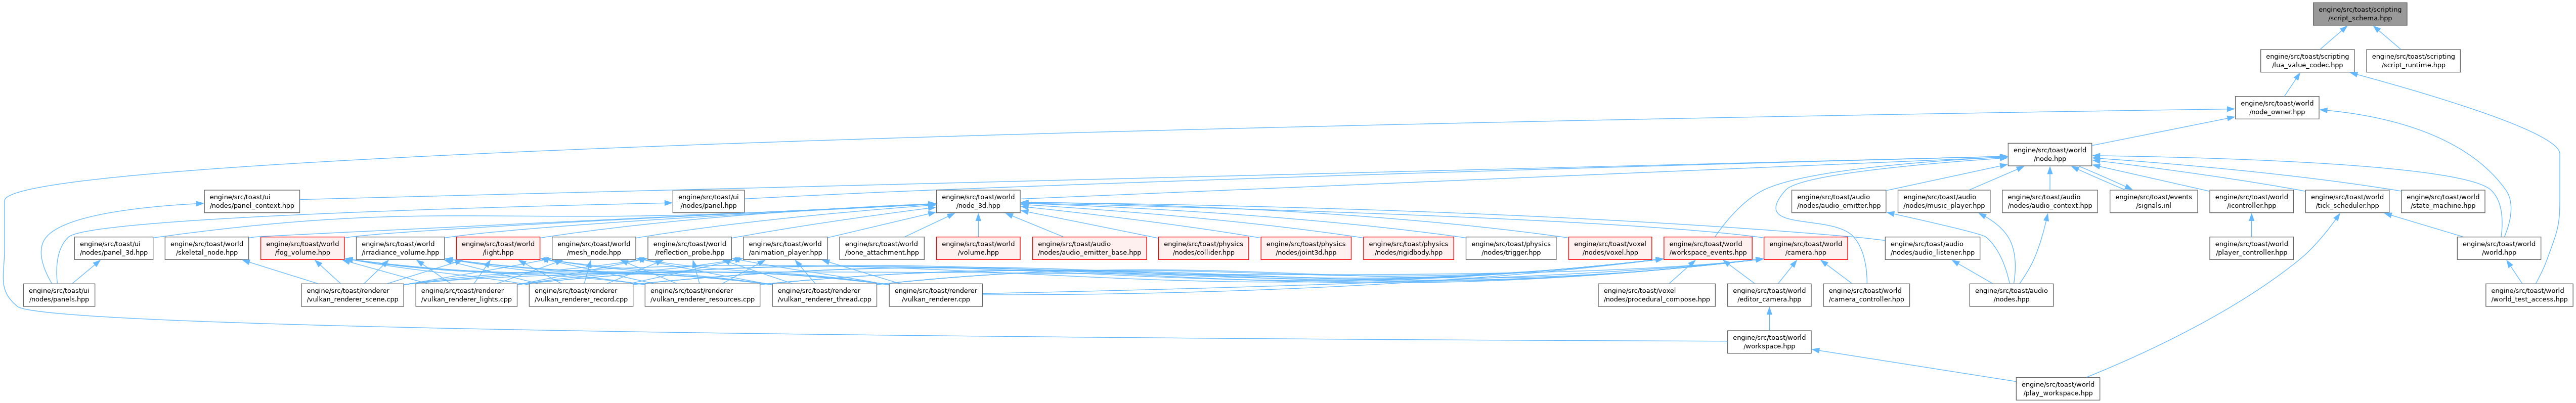 engine/src/toast/scripting
/script_schema.hpp
engine/src/toast/scripting
/lua_value_codec.hpp
engine/src/toast/scripting
/script_runtime.hpp
engine/src/toast/world
/node_owner.hpp
engine/src/toast/world
/node.hpp
engine/src/toast/ui
/nodes/panel_context.hpp
engine/src/toast/ui
/nodes/panel.hpp
engine/src/toast/world
/node_3d.hpp
engine/src/toast/audio
/nodes/audio_emitter.hpp
engine/src/toast/audio
/nodes/music_player.hpp
engine/src/toast/audio
/nodes/audio_context.hpp
engine/src/toast/events
/signals.inl
engine/src/toast/world
/icontroller.hpp
engine/src/toast/world
/tick_scheduler.hpp
engine/src/toast/world
/state_machine.hpp
engine/src/toast/ui
/nodes/panel_3d.hpp
engine/src/toast/world
/skeletal_node.hpp
engine/src/toast/world
/fog_volume.hpp
engine/src/toast/world
/irradiance_volume.hpp
engine/src/toast/world
/light.hpp
engine/src/toast/world
/mesh_node.hpp
engine/src/toast/world
/reflection_probe.hpp
engine/src/toast/world
/animation_player.hpp
engine/src/toast/world
/bone_attachment.hpp
engine/src/toast/world
/volume.hpp
engine/src/toast/audio
/nodes/audio_emitter_base.hpp
engine/src/toast/physics
/nodes/collider.hpp
engine/src/toast/physics
/nodes/joint3d.hpp
engine/src/toast/physics
/nodes/rigidbody.hpp
engine/src/toast/physics
/nodes/trigger.hpp
engine/src/toast/voxel
/nodes/voxel.hpp
engine/src/toast/world
/workspace_events.hpp
engine/src/toast/world
/camera.hpp
engine/src/toast/audio
/nodes/audio_listener.hpp
engine/src/toast/world
/player_controller.hpp
engine/src/toast/world
/world.hpp
engine/src/toast/ui
/nodes/panels.hpp
engine/src/toast/renderer
/vulkan_renderer_scene.cpp
engine/src/toast/renderer
/vulkan_renderer_lights.cpp
engine/src/toast/renderer
/vulkan_renderer_record.cpp
engine/src/toast/renderer
/vulkan_renderer_resources.cpp
engine/src/toast/renderer
/vulkan_renderer_thread.cpp
engine/src/toast/renderer
/vulkan_renderer.cpp
engine/src/toast/voxel
/nodes/procedural_compose.hpp
engine/src/toast/world
/editor_camera.hpp
engine/src/toast/world
/camera_controller.hpp
engine/src/toast/audio
/nodes.hpp
engine/src/toast/world
/world_test_access.hpp
engine/src/toast/world
/workspace.hpp
engine/src/toast/world
/play_workspace.hpp